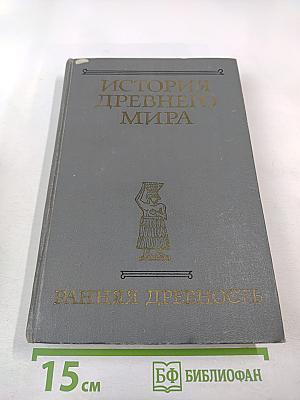 ИСТОРИЯ
ДРЕВНЕГО
МИРА
РАННЯЯ ДРЕВНОСТЬ
15 см
БФ БИБЛИОФАН